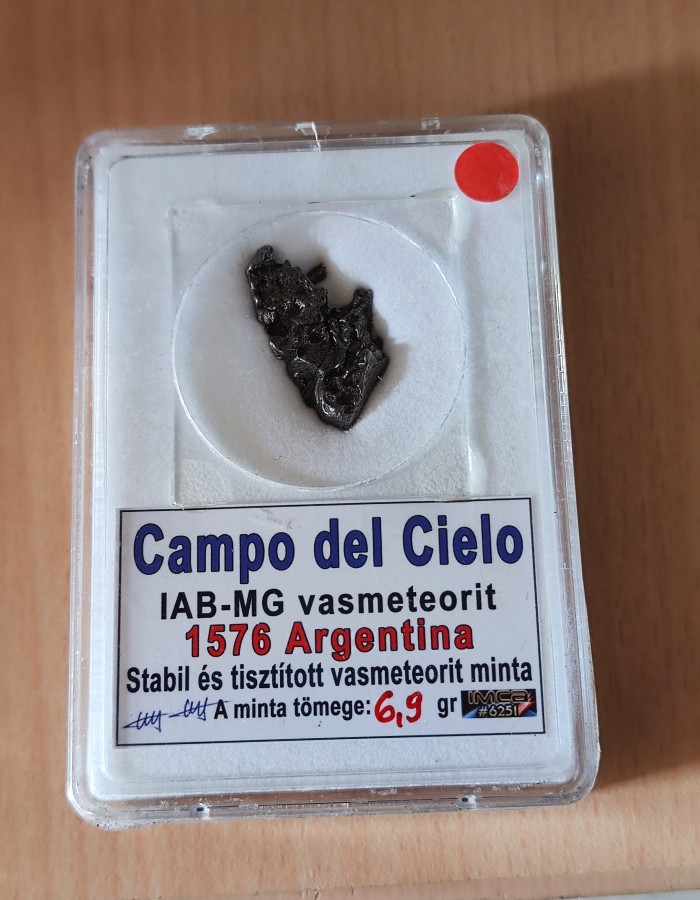 Campo del Cielo
IAB-MG vasmeteorit
1576 Argentina
Stabil és tisztított vasmeteorit minta
A minta tömege: 6,9 gr IMCA
#6251